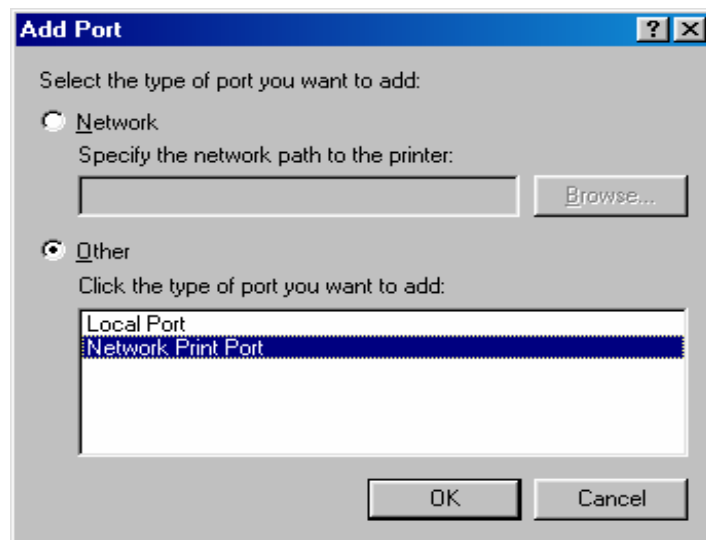 Add Port
Select the type of port you want to add:
Network
Specify the network path to the printer:
Browse...
Other
Click the type of port you want to add:
Local Port
Network Print Port
OK Cancel